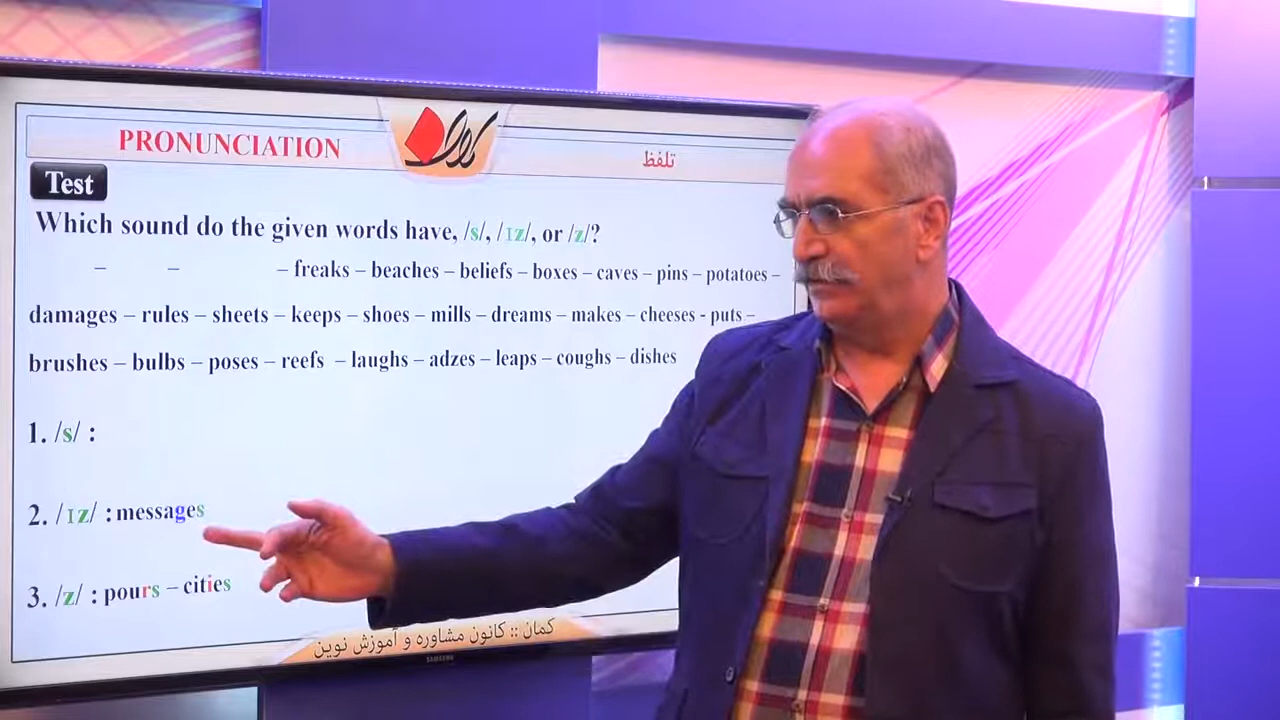 PRONUNCIATION
کمان
تلفظ
Test
Which sound do the given words have, /s/, /ɪz/, or /z/?
– – – freaks – beaches – beliefs – boxes – caves – pins – potatoes –
damages – rules – sheets – keeps – shoes – mills – dreams – makes – cheeses - puts –
brushes – bulbs – poses – reefs – laughs – adzes – leaps – coughs – dishes
1. /s/ :
2. /ɪz/ : messages
3. /z/ : pours – cities
کمان :: کانون مشاوره و آموزش نوین
SAMSUNG